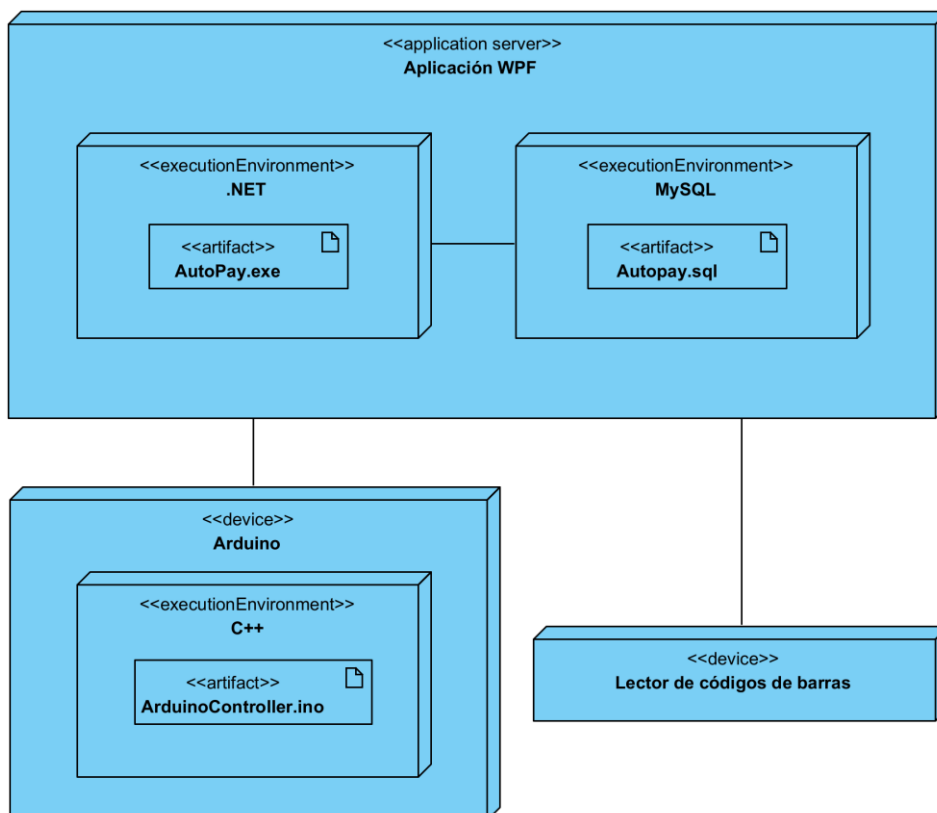 <<application server>>
Aplicación WPF
<<executionEnvironment>>
.NET
<<artifact>>
AutoPay.exe
<<executionEnvironment>>
MySQL
<<artifact>>
Autopay.sql
<<device>>
Arduino
<<executionEnvironment>>
C++
<<artifact>>
ArduinoController.ino
<<device>>
Lector de códigos de barras